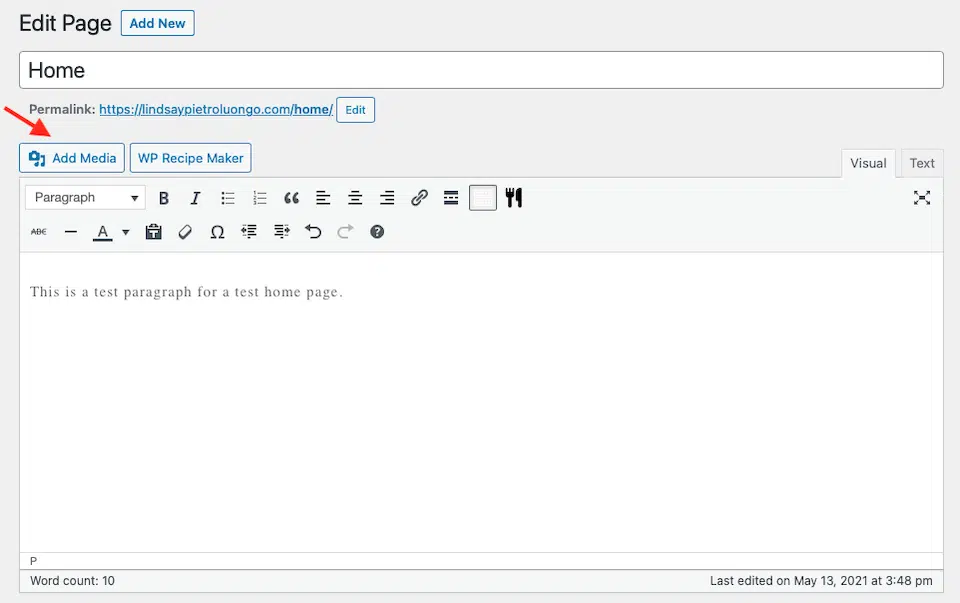 Edit Page Add New
Home
Permalink: https://lindsaypietroluongo.com/home/ Edit
Add Media WP Recipe Maker Visual Text
Paragraph B I
ABC A Ω ?
This is a test paragraph for a test home page.
P
Word count: 10 Last edited on May 13, 2021 at 3:48 pm